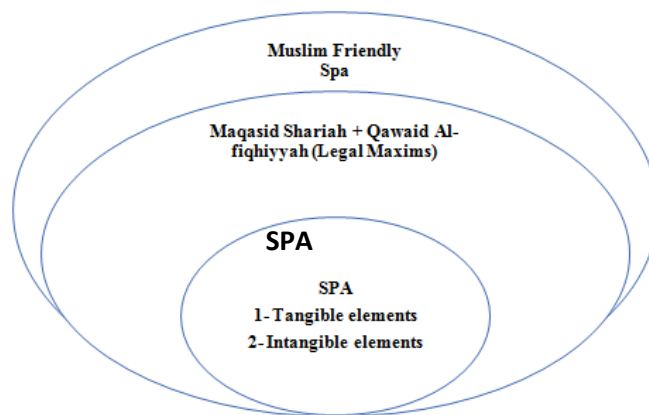 Muslim Friendly
Spa
Maqasid Shariah + Qawaid Al-
fiqhiyyah (Legal Maxims)
SPA
SPA
1- Tangible elements
2- Intangible elements